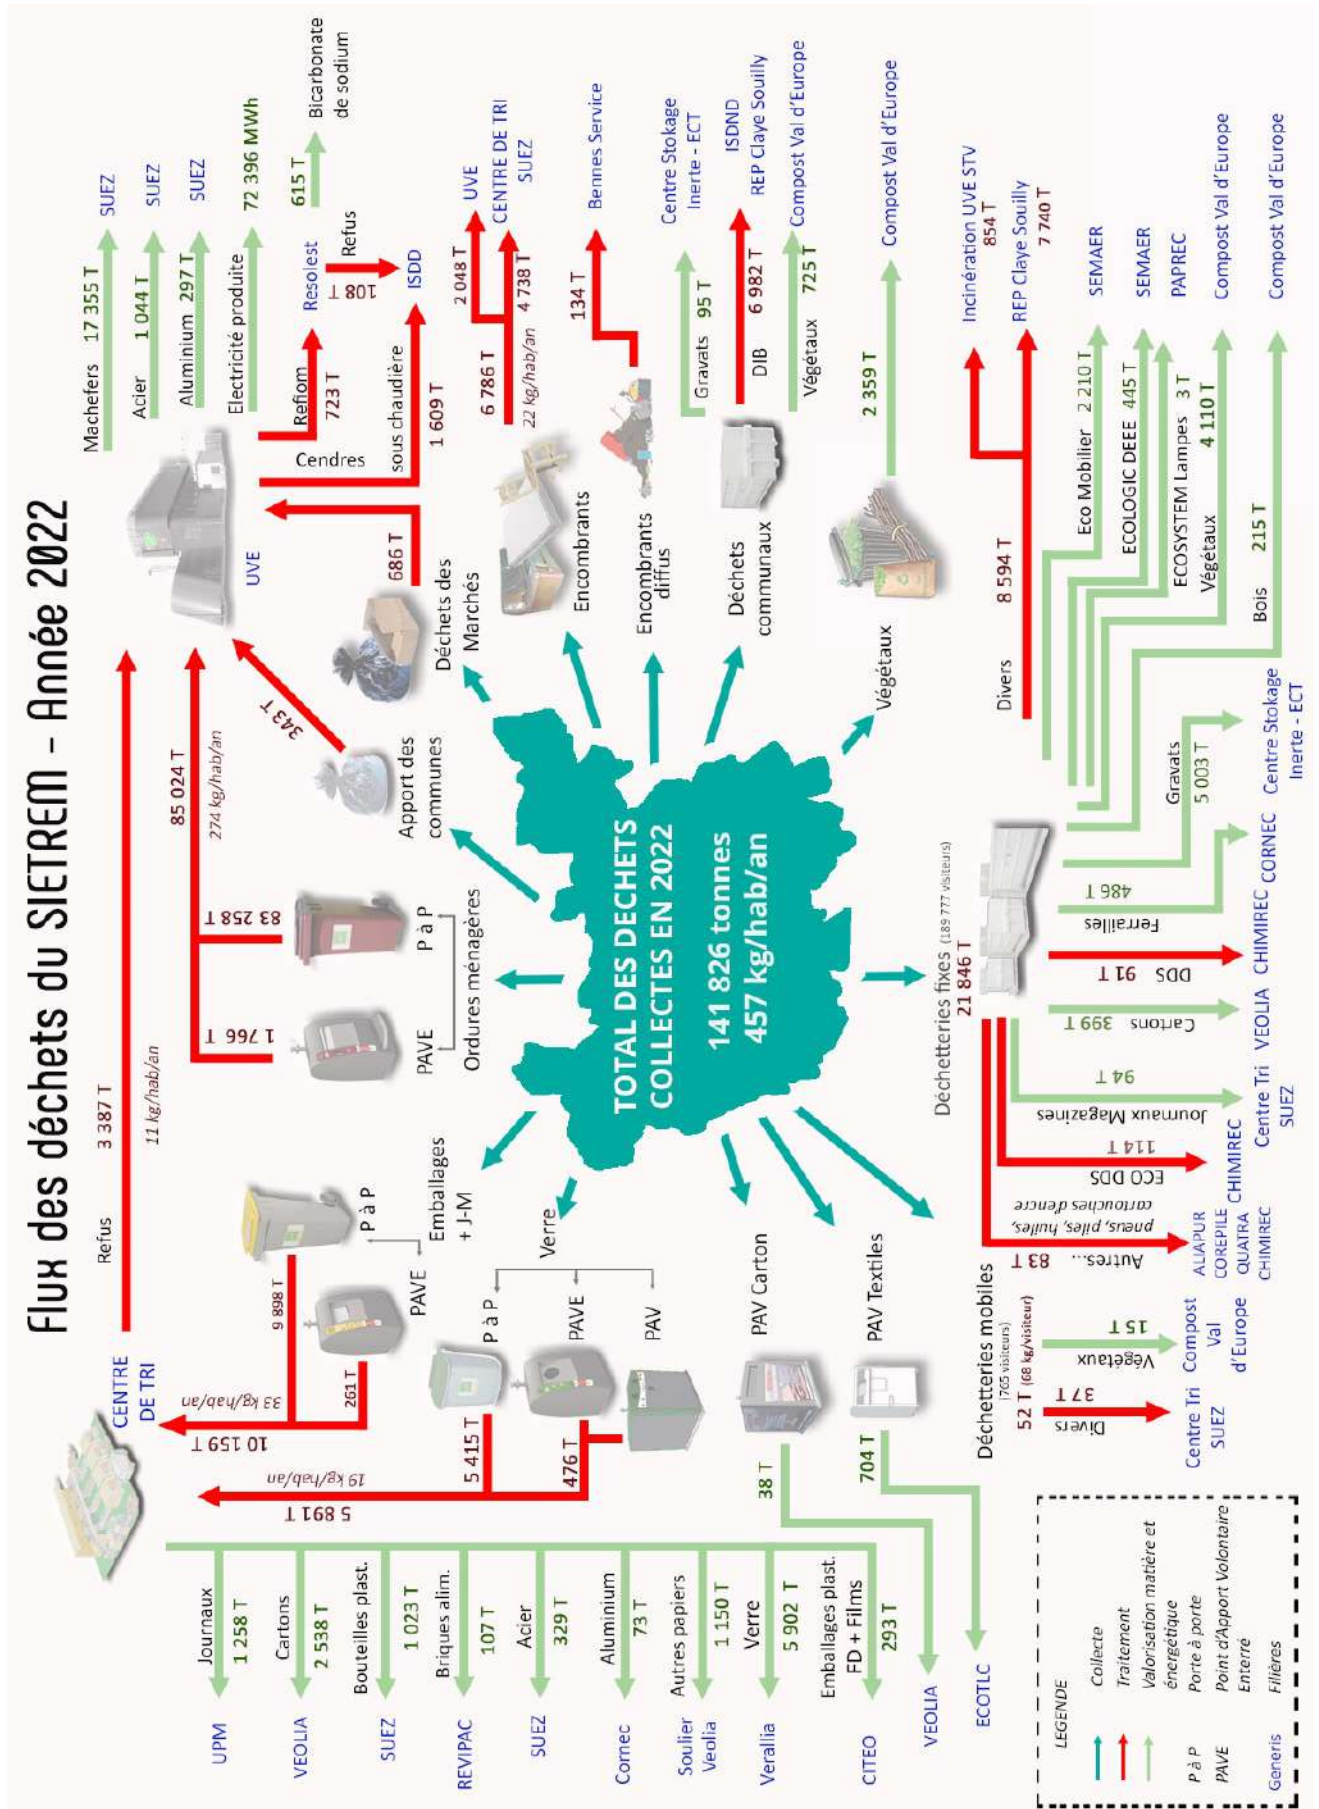 Flux des déchets du SIETREM - Année 2022
CENTRE
DE TRI
Refus
3 387 T
11 kg/hab/an
10 159 T
33 kg/hab/an
9 898 T
261 T
P à P
PAVE
Emballages
+ J-M
5 891 T
19 kg/hab/an
5 415 T
476 T
P à P
PAVE
PAV
Verre
85 024 T
274 kg/hab/an
1 766 T
83 258 T
PAVE
P à P
Ordures ménagères
343 T
Apport des
communes
686 T
Déchets des
Marchés
UVE
Machefers
17 355 T
SUEZ
Acier
1 044 T
SUEZ
Aluminium
297 T
SUEZ
Electricité produite
72 396 MWh
Refiom
723 T
Resolest
615 T
Bicarbonate
de sodium
108 T
Refus
ISDD
Cendres
sous chaudière
1 609 T
6 786 T
22 kg/hab/an
2 048 T
UVE
4 738 T
CENTRE DE TRI
SUEZ
Encombrants
134 T
Bennes Service
Encombrants
diffus
Gravats
95 T
Centre Stokage
Inerte - ECT
DIB
6 982 T
ISDND
REP Claye Souilly
Végétaux
725 T
Compost Val d'Europe
Déchets
communaux
2 359 T
Compost Val d'Europe
Végétaux
TOTAL DES DECHETS
COLLECTES EN 2022
141 826 tonnes
457 kg/hab/an
Journaux
1 258 T
UPM
Cartons
2 538 T
VEOLIA
Bouteilles plast.
1 023 T
SUEZ
Briques alim.
107 T
REVIPAC
Acier
329 T
SUEZ
Aluminium
73 T
Cornec
Autres papiers
1 150 T
Soulier
Veolia
Verre
5 902 T
Verallia
Emballages plast.
FD + Films
293 T
CITEO
PAV Carton
38 T
VEOLIA
PAV Textiles
704 T
ECOTLC
Déchetteries fixes (189 777 visiteurs)
21 846 T
Divers
8 594 T
Incinération UVE STV
854 T
REP Claye Souilly
7 740 T
Eco Mobilier
2 210 T
SEMAER
ECOLOGIC DEEE
445 T
SEMAER
ECOSYSTEM Lampes
3 T
PAPREC
Végétaux
4 110 T
Compost Val d'Europe
Bois
215 T
Compost Val d'Europe
Gravats
5 003 T
Centre Stokage
Inerte - ECT
Ferrailles
486 T
CORNEC
DDS
91 T
CHIMIREC
Cartons
399 T
VEOLIA
Journaux Magazines
94 T
Centre Tri
SUEZ
ECO DDS
114 T
CHIMIREC
Autres...
pneus, piles, huiles,
cartouches d'encre
83 T
ALIAPUR
COREPILE
QUATRA
CHIMIREC
Déchetteries mobiles
(765 visiteurs)
52 T (68 kg/visiteur)
Végétaux
15 T
Compost
Val
d'Europe
Divers
37 T
Centre Tri
SUEZ
LEGENDE
Collecte
Traitement
Valorisation matière et
énergétique
P à P
Porte à porte
PAVE
Point d'Aport Volontaire
Enterré
Generis
Filières